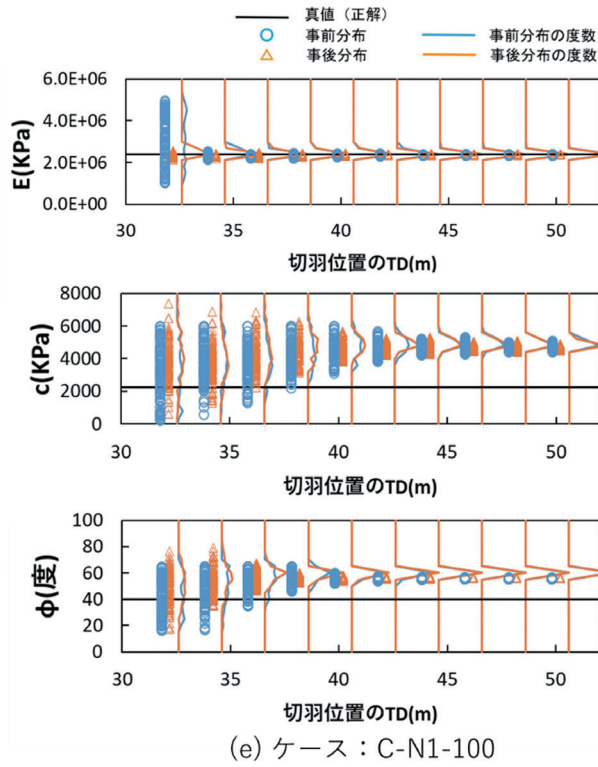 真値（正解）
事前分布 事前分布の度数
事後分布 事後分布の度数
6.0E+06
4.0E+06
2.0E+06
0.0E+00
E(KPa)
30 35 40 45 50
切羽位置のTD(m)
8000
6000
4000
2000
0
c(KPa)
30 35 40 45 50
切羽位置のTD(m)
100
80
60
40
20
0
Φ(度)
30 35 40 45 50
切羽位置のTD(m)
(e) ケース：C-N1-100